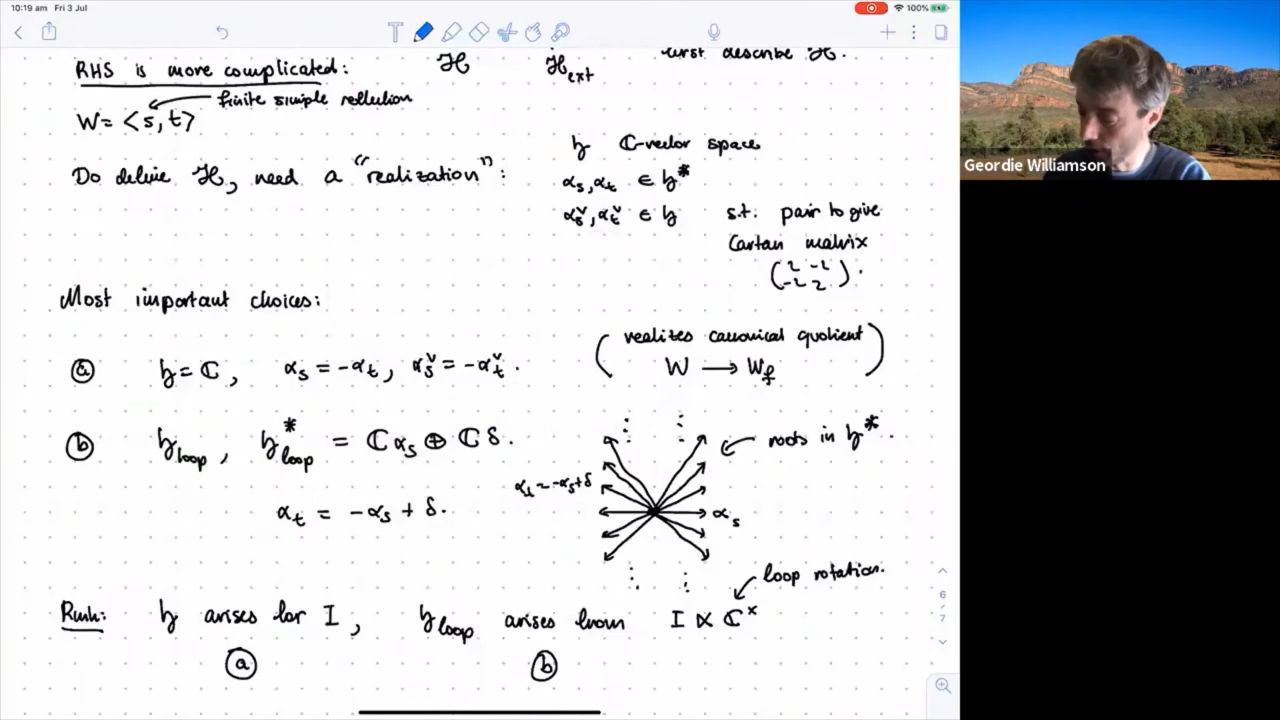 10:19 am Fri 3 Jul
100%
RHS is more complicated:
ℋ ℋ_ext first describe ℋ.
W = <s, t> ← finite simple reflection
Do define ℋ, need a "realization":
𝔥 ℂ-vector space
α_s, α_t ∈ 𝔥*
α_s^∨, α_t^∨ ∈ 𝔥 s.t. pair to give
Cartan matrix
(2 -2
-2 2).
Most important choices:
(realizes canonical quotient
W → W_f)
ⓐ 𝔥 = ℂ, α_s = -α_t, α_s^∨ = -α_t^∨.
ⓑ 𝔥_loop, 𝔥*_loop = ℂα_s ⊕ ℂδ.
← roots in 𝔥*.
α_t = -α_s + δ
α_t = -α_s + δ.
α_s
loop rotation.
Rmk: 𝔥 arises for I, 𝔥_loop arises from I ⋊ ℂ^×
ⓐ ⓑ
6
7
Geordie Williamson